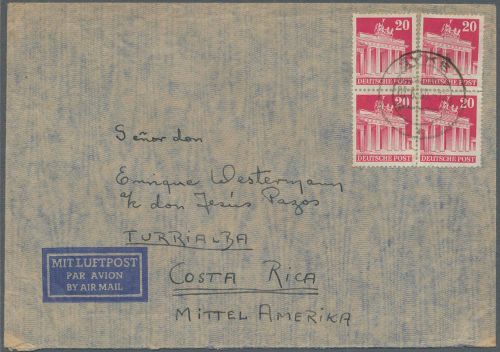 20 20
DEUTSCHE POST DEUTSCHE POST
20 20
DEUTSCHE POST DEUTSCHE POST
Señor don
Enrique Westermann
a/c don Jesús Pazos
TURRIALBA
COSTA RICA
MITTEL AMERIKA
MIT LUFTPOST
PAR AVION
BY AIR MAIL